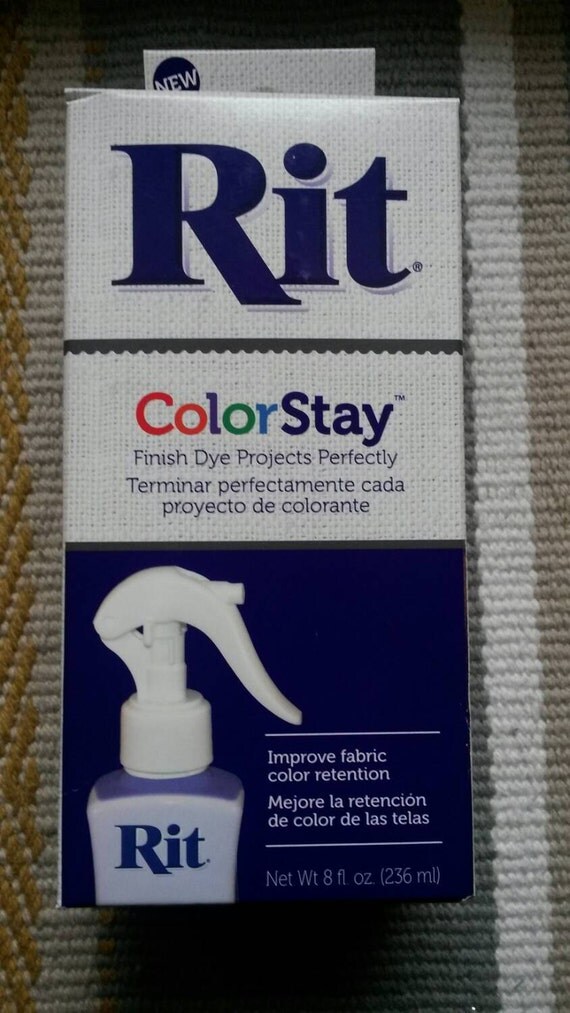 NEW
Rit®
ColorStay™
Finish Dye Projects Perfectly
Terminar perfectamente cada
proyecto de colorante
Improve fabric
color retention
Mejore la retención
de color de las telas
Rit
Net Wt 8 fl. oz. (236 ml)